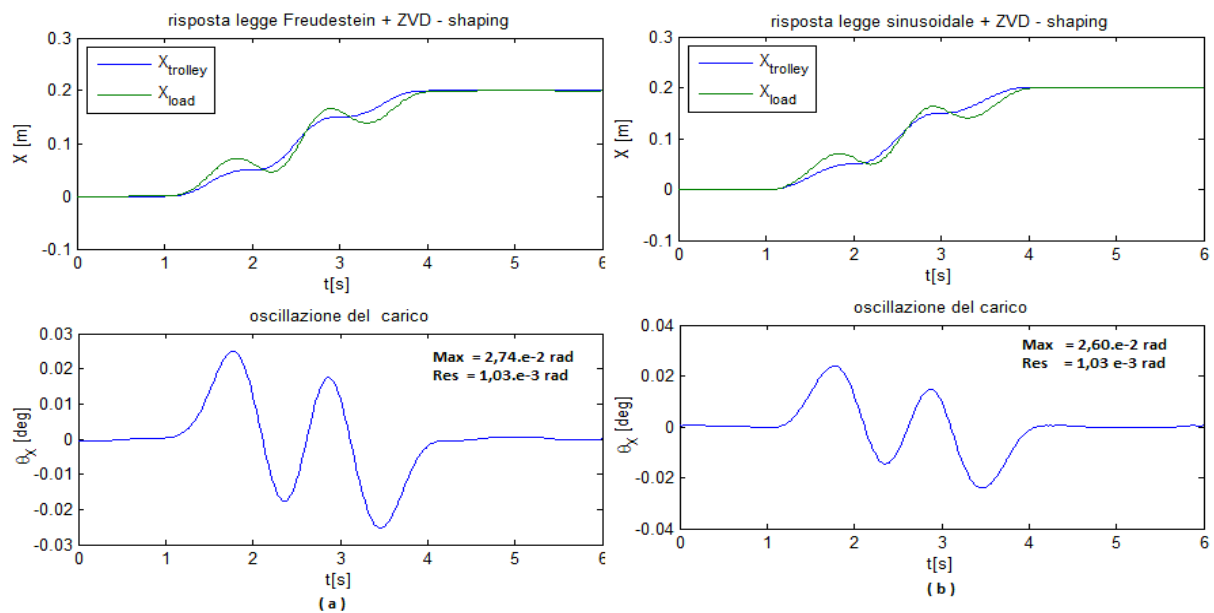 risposta legge Freudestein + ZVD - shaping
0.3
0.2
0.1
0
-0.1
X [m]
X_trolley
X_load
0 1 2 3 4 5 6
t[s]
oscillazione del carico
0.03
0.02
0.01
0
-0.01
-0.02
-0.03
θ_X [deg]
Max = 2,74.e-2 rad
Res = 1,03.e-3 rad
0 1 2 3 4 5 6
t[s]
( a )
risposta legge sinusoidale + ZVD - shaping
0.3
0.2
0.1
0
-0.1
X [m]
X_trolley
X_load
0 1 2 3 4 5 6
t[s]
oscillazione del carico
0.04
0.02
0
-0.02
-0.04
θ_X [deg]
Max = 2,60.e-2 rad
Res = 1,03 e-3 rad
0 1 2 3 4 5 6
t[s]
( b )